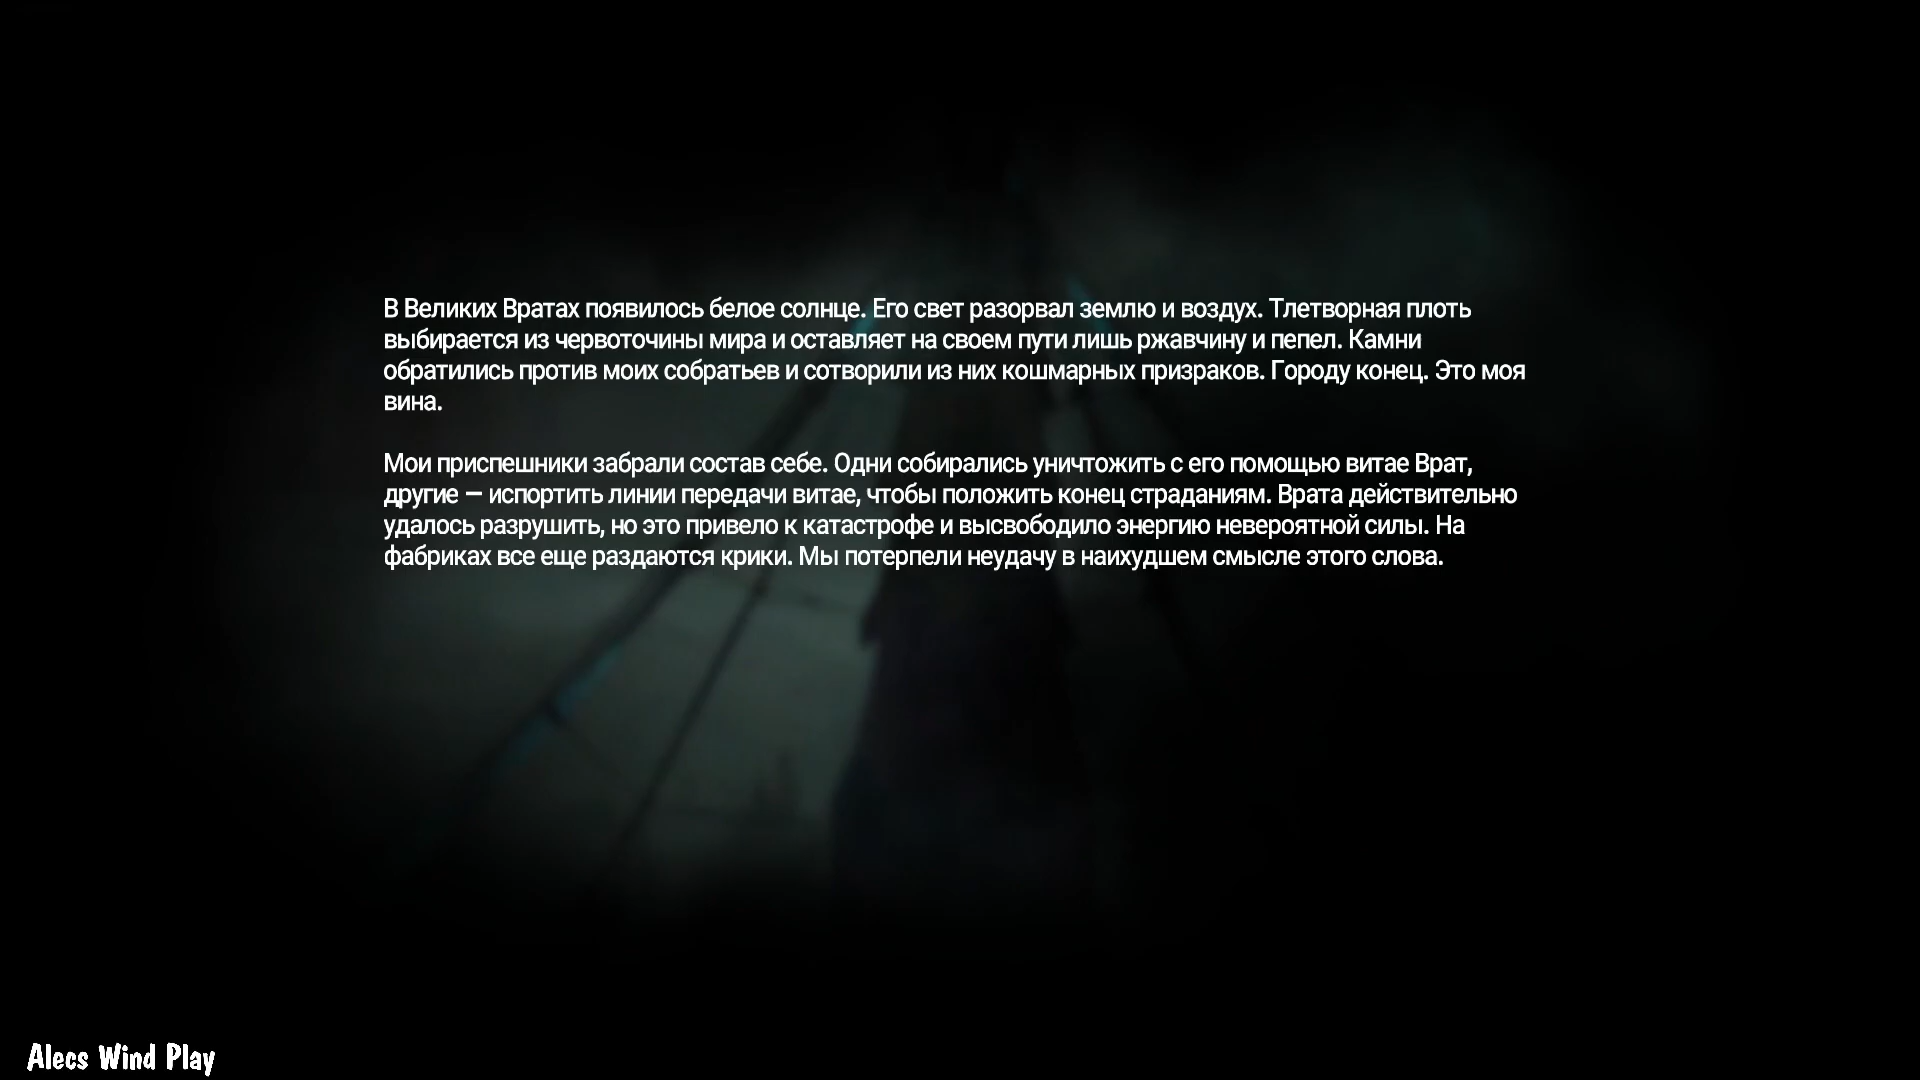 В Великих Вратах появилось белое солнце. Его свет разорвал землю и воздух. Тлетворная плоть
выбирается из червоточины мира и оставляет на своем пути лишь ржавчину и пепел. Камни
обратились против моих собратьев и сотворили из них кошмарных призраков. Городу конец. Это моя
вина.
Мои приспешники забрали состав себе. Одни собирались уничтожить с его помощью витае Врат,
другие — испортить линии передачи витае, чтобы положить конец страданиям. Врата действительно
удалось разрушить, но это привело к катастрофе и высвободило энергию невероятной силы. На
фабриках все еще раздаются крики. Мы потерпели неудачу в наихудшем смысле этого слова.
Alecs Wind Play